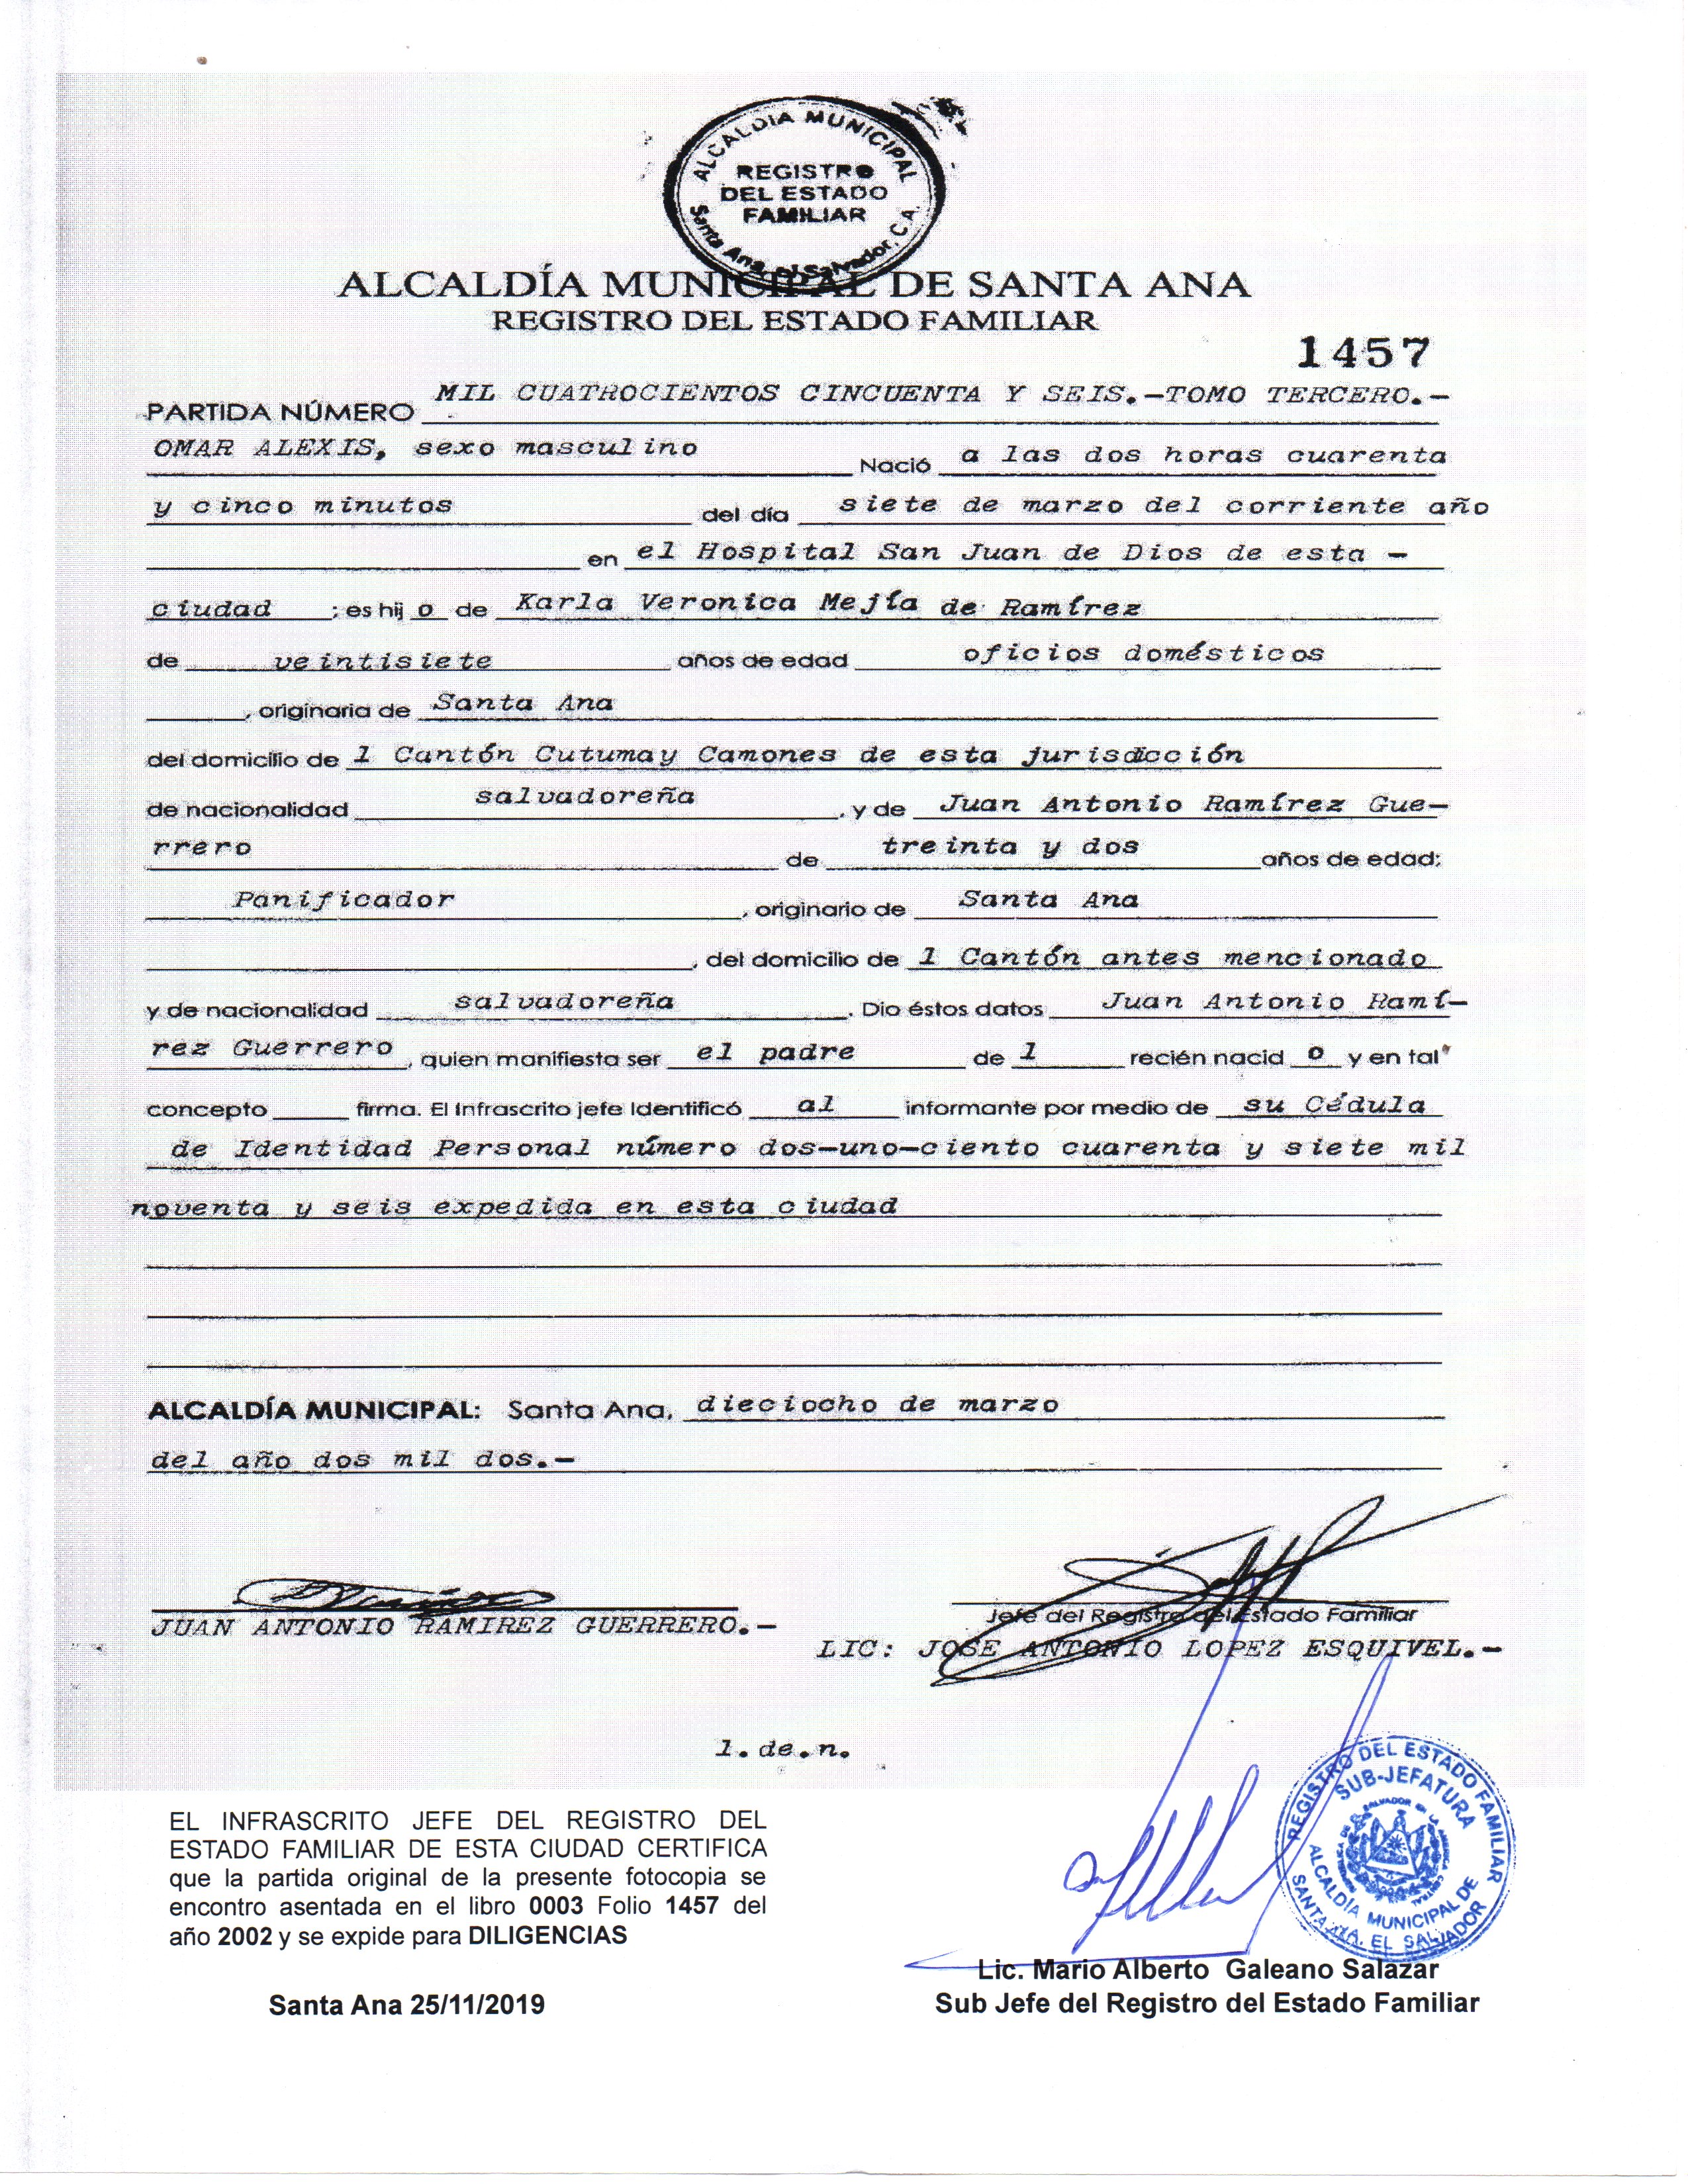 ALCALDIA MUNICIPAL
REGISTRO
DEL ESTADO
FAMILIAR
Santa Ana, el Salvador, C.A.
ALCALDÍA MUNICIPAL DE SANTA ANA
REGISTRO DEL ESTADO FAMILIAR
1457
PARTIDA NÚMERO MIL CUATROCIENTOS CINCUENTA Y SEIS.-TOMO TERCERO.-
OMAR ALEXIS, sexo masculino Nació a las dos horas cuarenta
y cinco minutos del día siete de marzo del corriente año
en el Hospital San Juan de Dios de esta -
ciudad ; es hij o de Karla Veronica Mejía de Ramírez
de veintisiete años de edad oficios domésticos
, originaria de Santa Ana
del domicilio de l Cantón Cutumay Camones de esta jurisdicción
de nacionalidad salvadoreña , y de Juan Antonio Ramírez Gue-
rrero de treinta y dos años de edad;
Panificador , originario de Santa Ana
, del domicilio de l Cantón antes mencionado
y de nacionalidad salvadoreña . Dio éstos datos Juan Antonio Ramí-
rez Guerrero , quien manifiesta ser el padre de l recién nacid o y en tal
concepto firma. El Infrascrito jefe Identificó al informante por medio de su Cédula
de Identidad Personal número dos-uno-ciento cuarenta y siete mil
noventa y seis expedida en esta ciudad
ALCALDÍA MUNICIPAL: Santa Ana, dieciocho de marzo
del año dos mil dos.-
JUAN ANTONIO RAMIREZ GUERRERO.-
Jefe del Registro del Estado Familiar
LIC: JOSE ANTONIO LOPEZ ESQUIVEL.-
l.de.n.
EL INFRASCRITO JEFE DEL REGISTRO DEL
ESTADO FAMILIAR DE ESTA CIUDAD CERTIFICA
que la partida original de la presente fotocopia se
encontro asentada en el libro 0003 Folio 1457 del
año 2002 y se expide para DILIGENCIAS
Santa Ana 25/11/2019
REGISTRO DEL ESTADO FAMILIAR
SUB-JEFATURA
ALCALDIA MUNICIPAL DE
SANTA ANA, EL SALVADOR
Lic. Mario Alberto Galeano Salazar
Sub Jefe del Registro del Estado Familiar